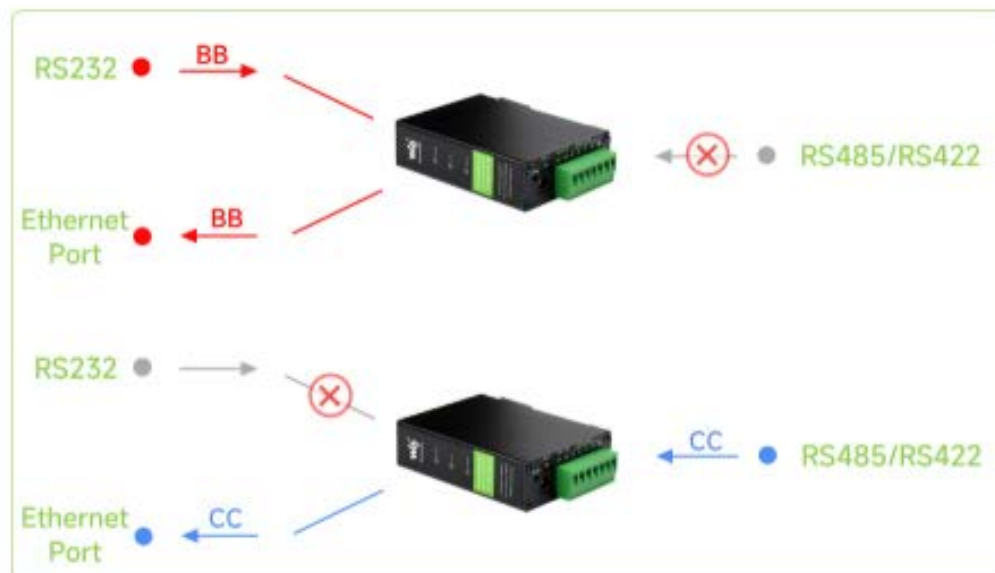 RS232
BB
RS485/RS422
Ethernet
Port
BB
RS232
CC
RS485/RS422
Ethernet
Port
CC